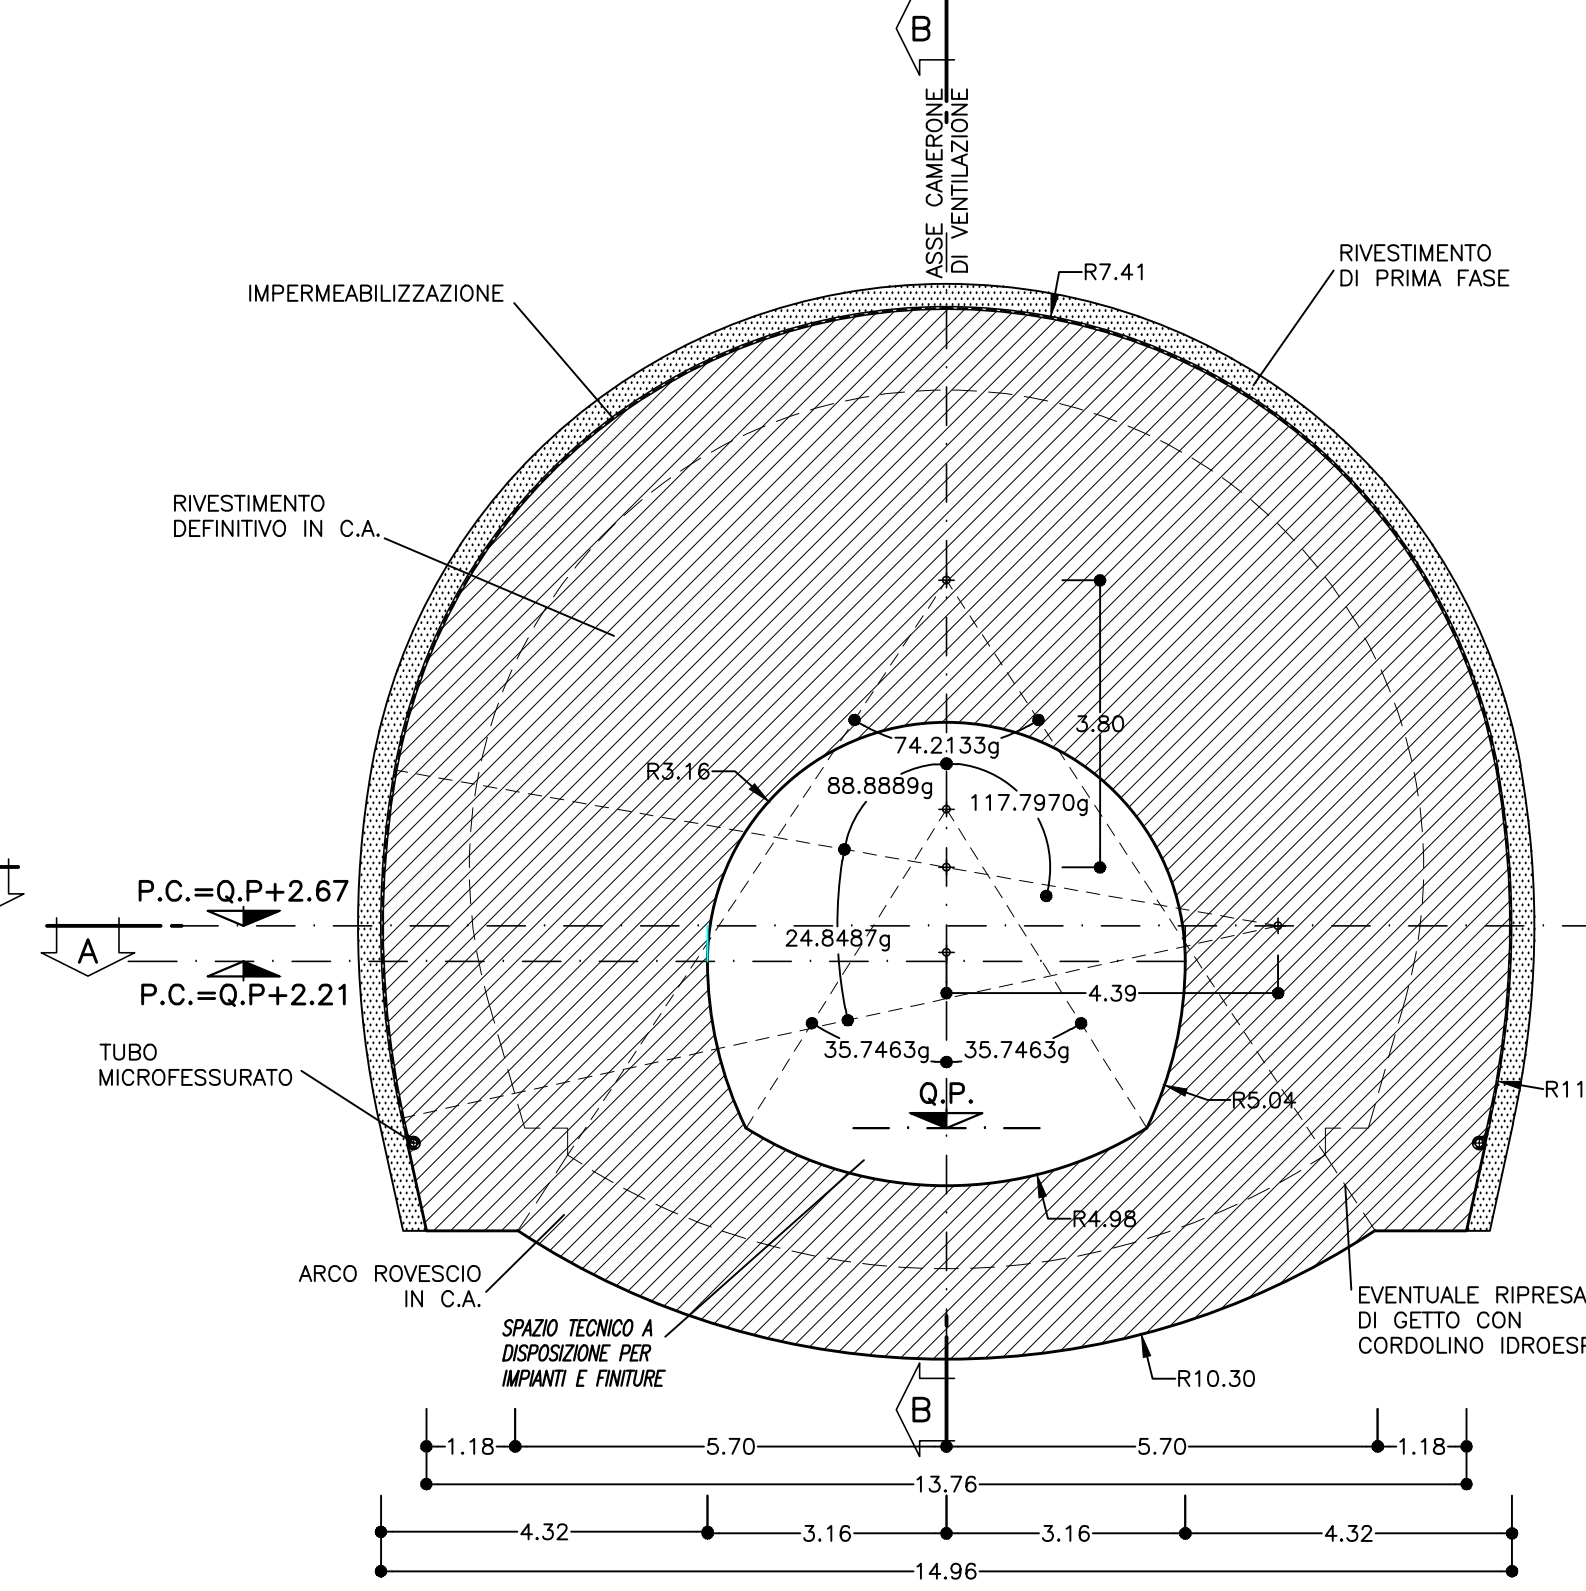 B
ASSE CAMERONE
DI VENTILAZIONE
R7.41
RIVESTIMENTO
DI PRIMA FASE
IMPERMEABILIZZAZIONE
RIVESTIMENTO
DEFINITIVO IN C.A.
3.80
74.2133g
R3.16
88.8889g
117.7970g
P.C.=Q.P+2.67
A
24.8487g
P.C.=Q.P+2.21
4.39
TUBO
MICROFESSURATO
35.7463g
35.7463g
Q.P.
R5.04
R11
R4.98
ARCO ROVESCIO
IN C.A.
SPAZIO TECNICO A
DISPOSIZIONE PER
IMPIANTI E FINITURE
EVENTUALE RIPRESA
DI GETTO CON
CORDOLINO IDROESP
R10.30
B
1.18 5.70 5.70 1.18
13.76
4.32 3.16 3.16 4.32
14.96